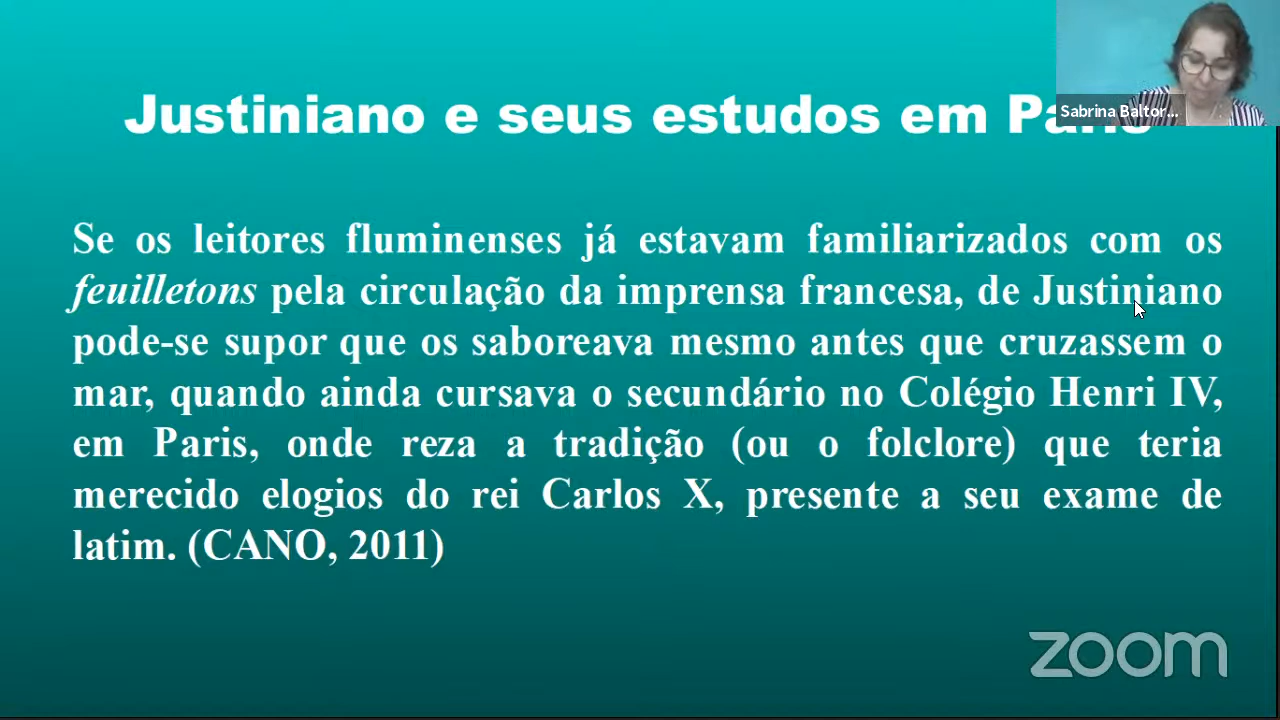 Justiniano e seus estudos em
Sabrina Baltor...
Se os leitores fluminenses já estavam familiarizados com os
feuilletons pela circulação da imprensa francesa, de Justiniano
pode-se supor que os saboreava mesmo antes que cruzassem o
mar, quando ainda cursava o secundário no Colégio Henri IV,
em Paris, onde reza a tradição (ou o folclore) que teria
merecido elogios do rei Carlos X, presente a seu exame de
latim. (CANO, 2011)
zoom